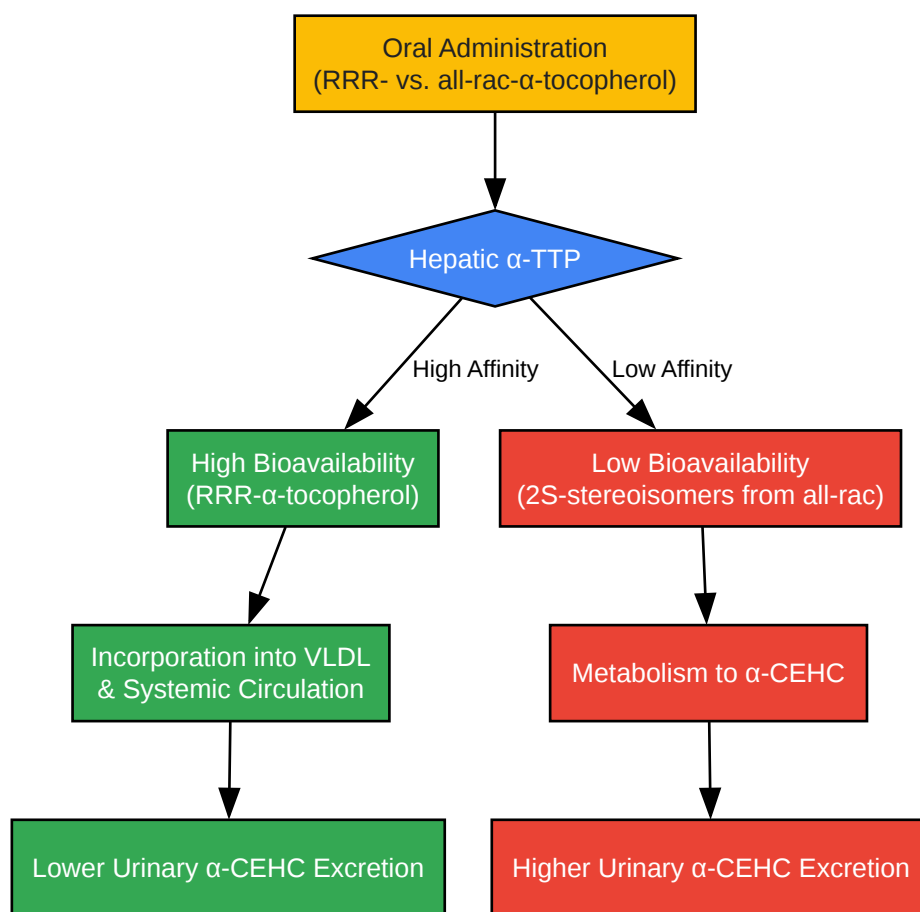 Oral Administration
(RRR- vs. all-rac-α-tocopherol)
Hepatic α-TTP
High Affinity
Low Affinity
High Bioavailability
(RRR-α-tocopherol)
Low Bioavailability
(2S-stereoisomers from all-rac)
Incorporation into VLDL
& Systemic Circulation
Metabolism to α-CEHC
Lower Urinary α-CEHC Excretion
Higher Urinary α-CEHC Excretion